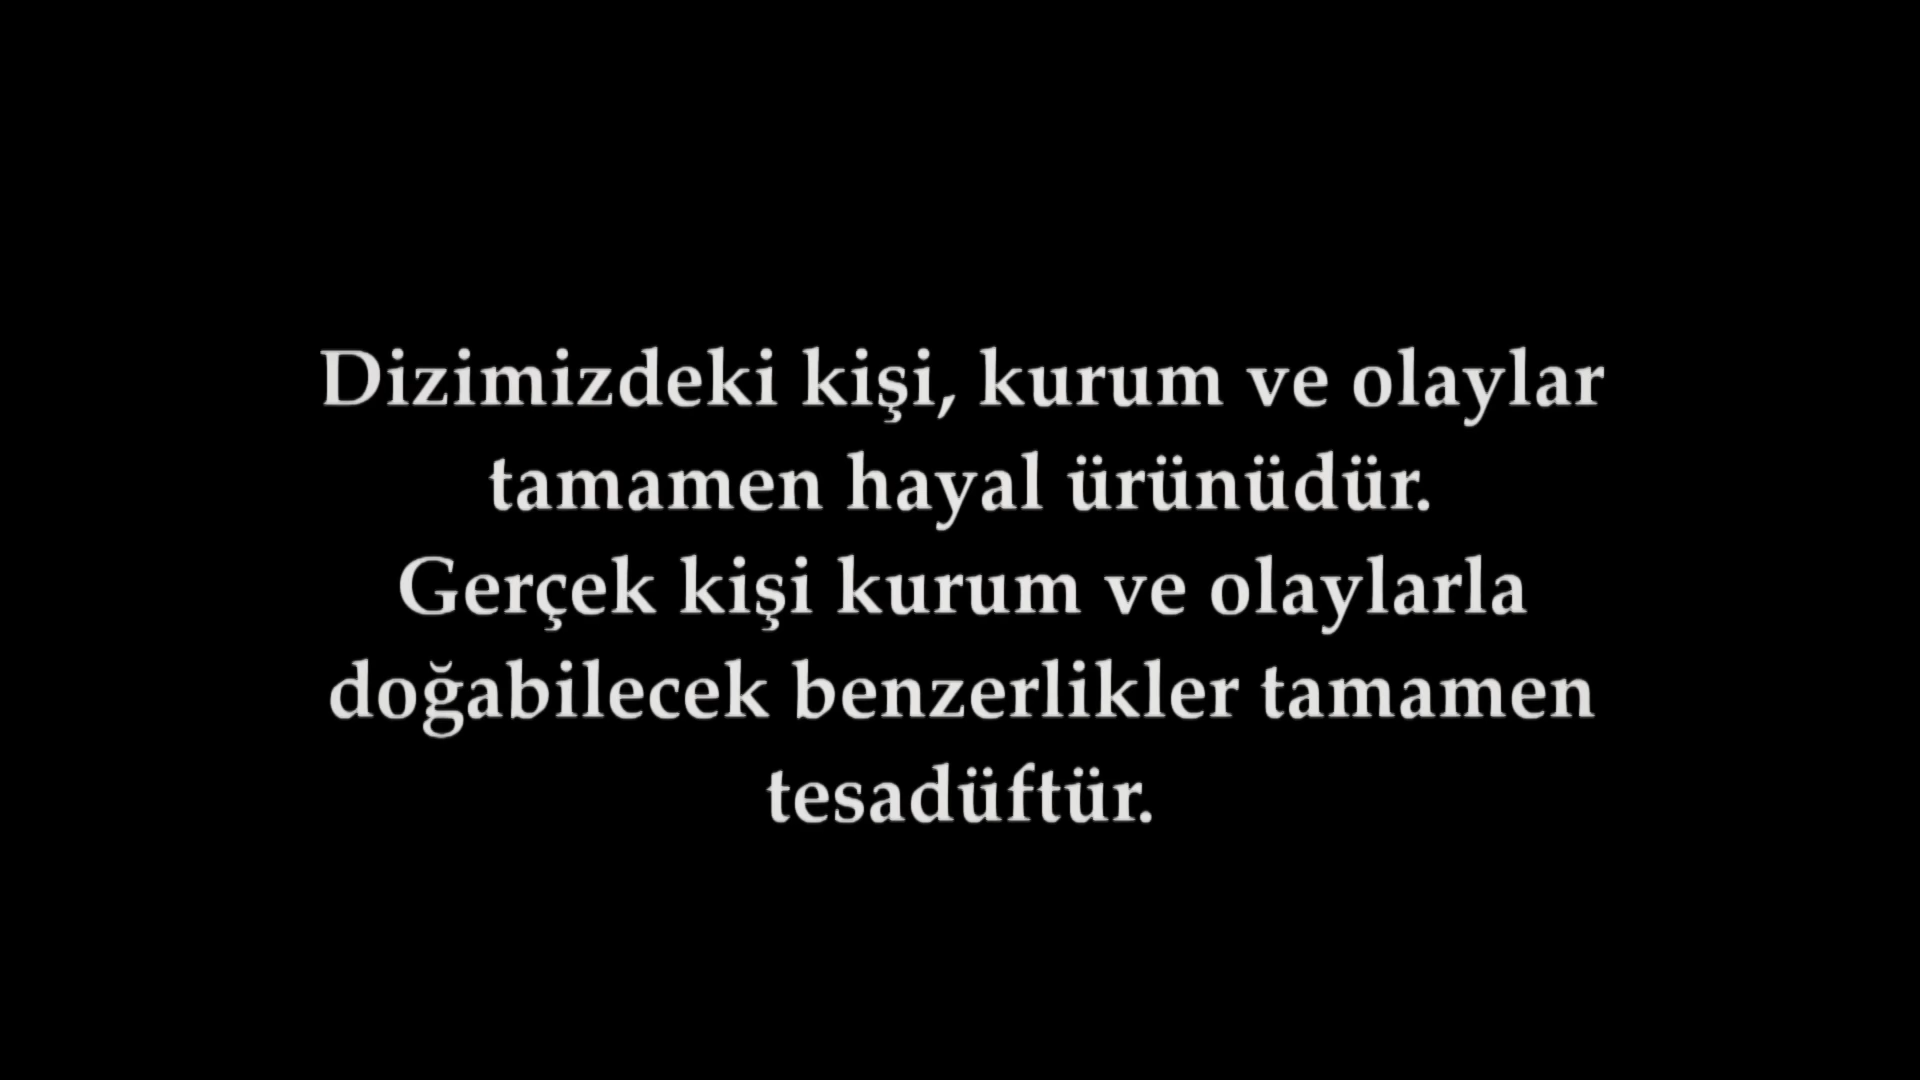 Dizimizdeki kişi, kurum ve olaylar
tamamen hayal ürünüdür.
Gerçek kişi kurum ve olaylarla
doğabilecek benzerlikler tamamen
tesadüftür.